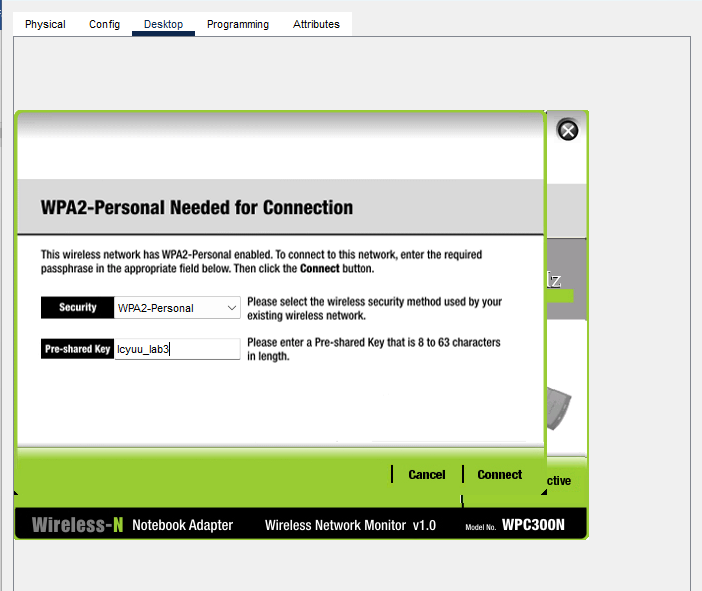 Physical Config Desktop Programming Attributes
WPA2-Personal Needed for Connection
This wireless network has WPA2-Personal enabled. To connect to this network, enter the required
passphrase in the appropriate field below. Then click the Connect button.
Security WPA2-Personal Please select the wireless security method used by your
existing wireless network.
Pre-shared Key lcyuu_lab3 Please enter a Pre-shared Key that is 8 to 63 characters
in length.
Cancel Connect
ctive
Wireless-N Notebook Adapter Wireless Network Monitor v1.0 Model No. WPC300N